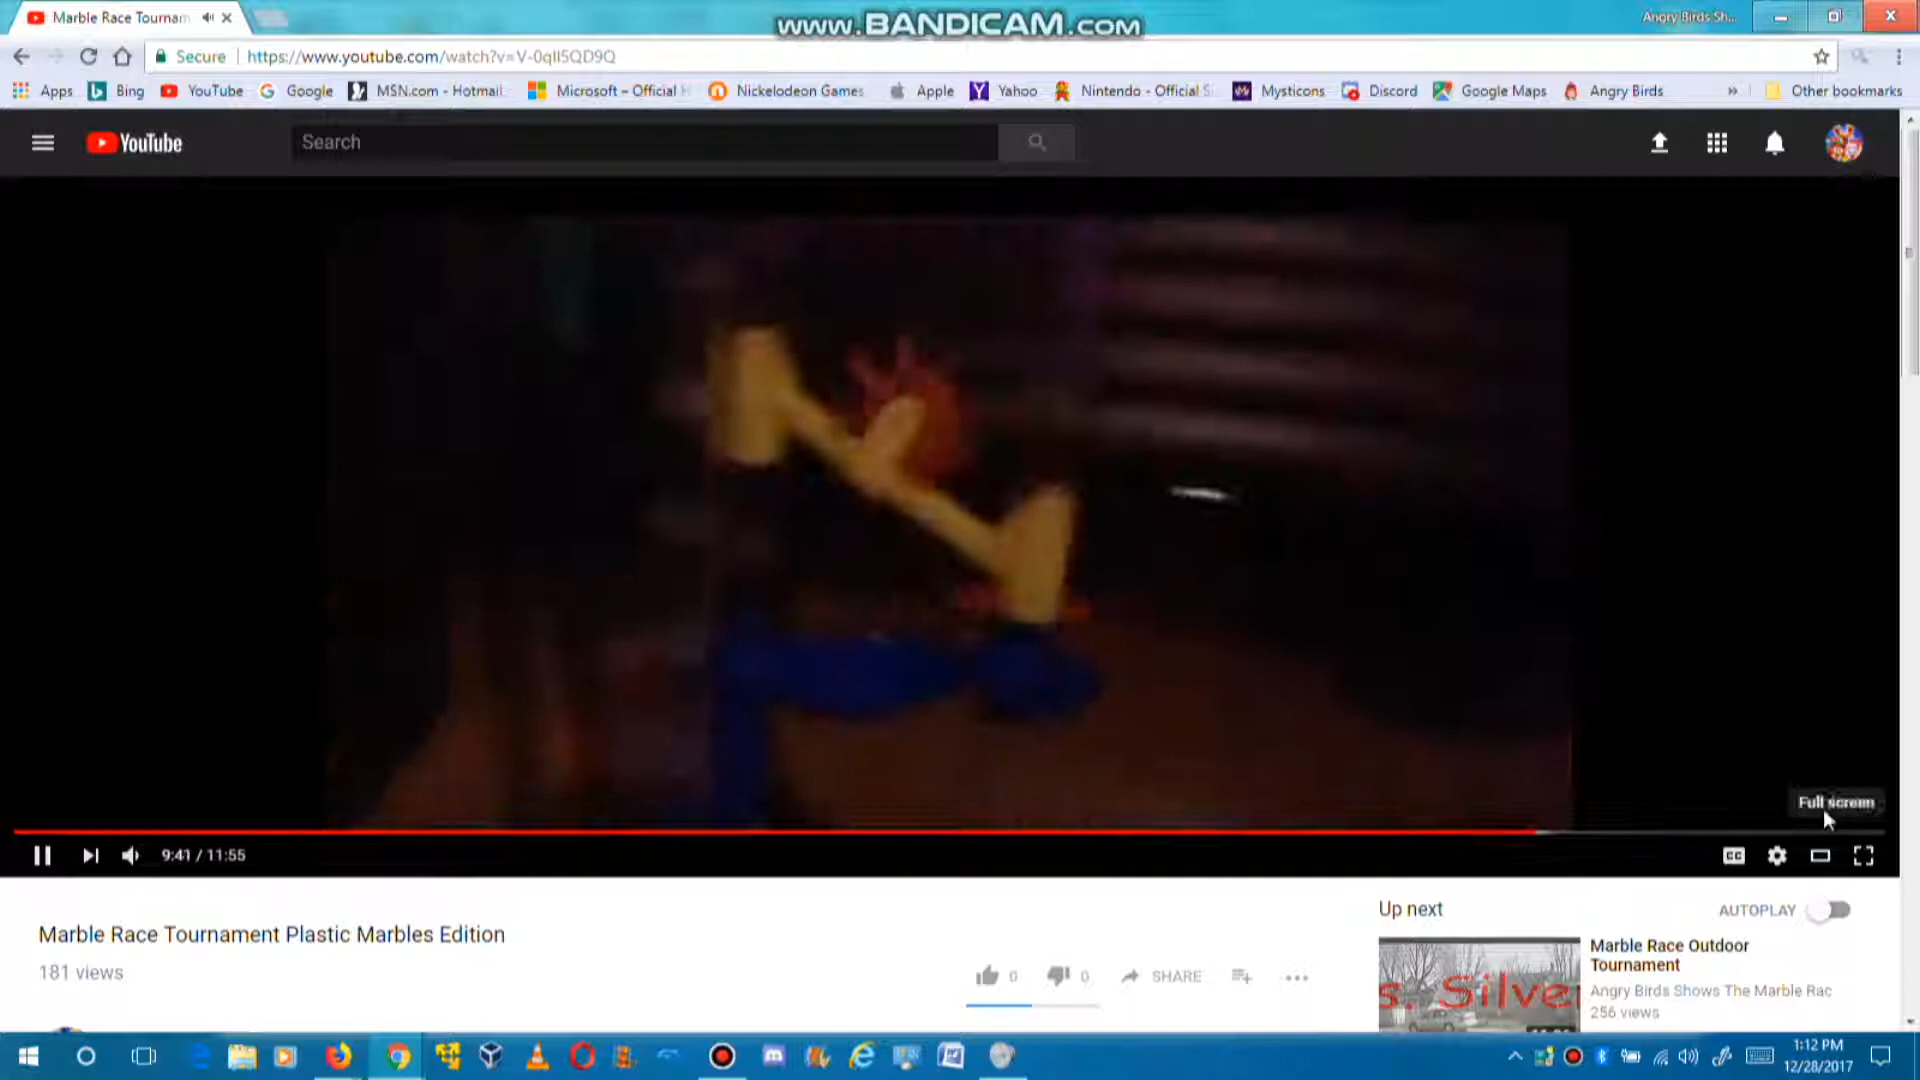 Marble Race Tournam
www.BANDICAM.com
Angry Birds Sh...
Secure
https://www.youtube.com/watch?v=V-0qII5QD9Q
Apps
Bing
YouTube
Google
MSN.com - Hotmail
Microsoft – Official H
Nickelodeon Games
Apple
Yahoo
Nintendo - Official S
Mysticons
Discord
Google Maps
Angry Birds
»
Other bookmarks
YouTube
Search
Full screen
9:41 / 11:55
CC
Marble Race Tournament Plastic Marbles Edition
181 views
0
0
SHARE
Up next
AUTOPLAY
s. Silve
Marble Race Outdoor
Tournament
Angry Birds Shows The Marble Rac
256 views
1:12 PM
12/28/2017